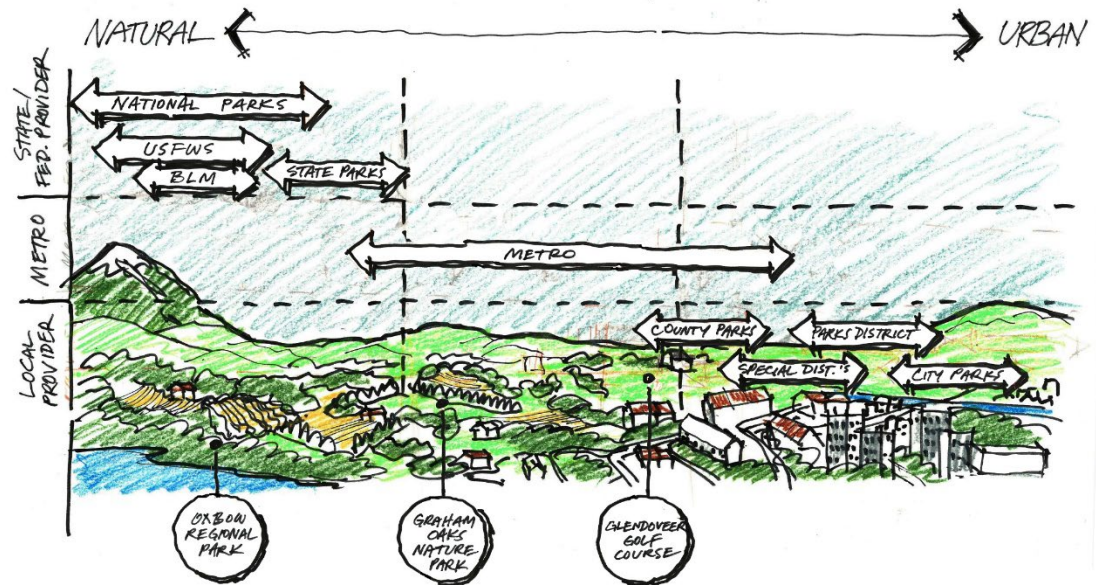 NATURAL
URBAN
STATE/
FED. PROVIDER
NATIONAL PARKS
USFWS
BLM
STATE PARKS
METRO
METRO
LOCAL
PROVIDER
COUNTY PARKS
PARKS DISTRICT
SPECIAL DIST.'S
CITY PARKS
OXBOW
REGIONAL
PARK
GRAHAM
OAKS
NATURE
PARK
GLENDOVEER
GOLF
COURSE